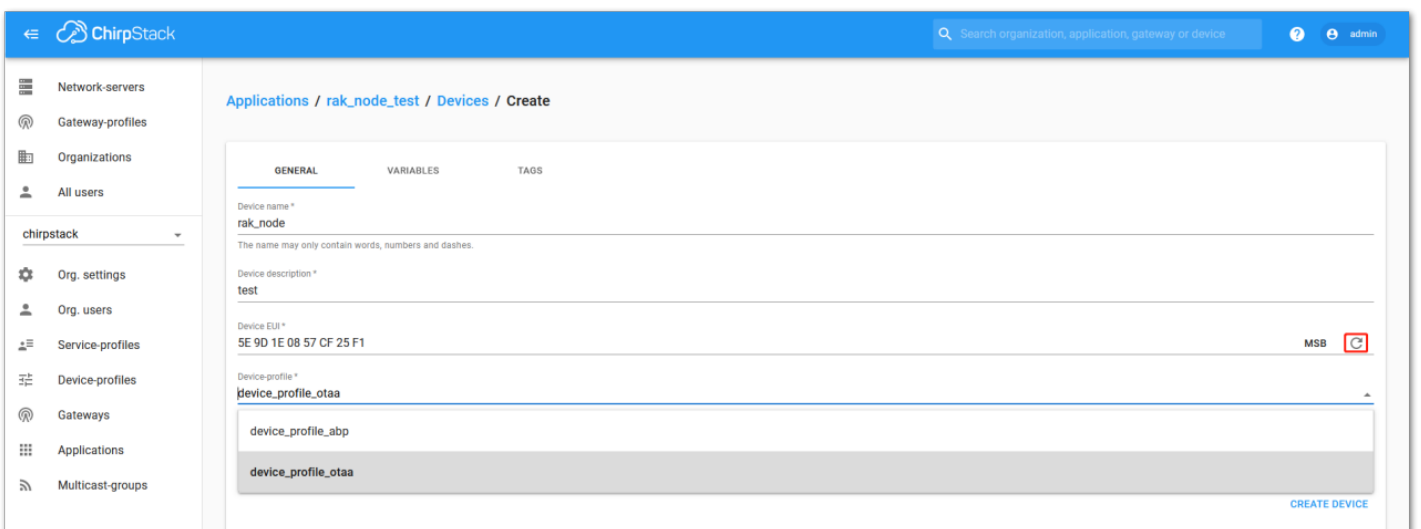 ChirpStack
Search organization, application, gateway or device
? admin
Network-servers
Gateway-profiles
Organizations
All users
chirpstack
Org. settings
Org. users
Service-profiles
Device-profiles
Gateways
Applications
Multicast-groups
Applications / rak_node_test / Devices / Create
GENERAL VARIABLES TAGS
Device name *
rak_node
The name may only contain words, numbers and dashes.
Device description *
test
Device EUI *
5E 9D 1E 08 57 CF 25 F1 MSB
Device-profile *
device_profile_otaa
device_profile_abp
device_profile_otaa
CREATE DEVICE